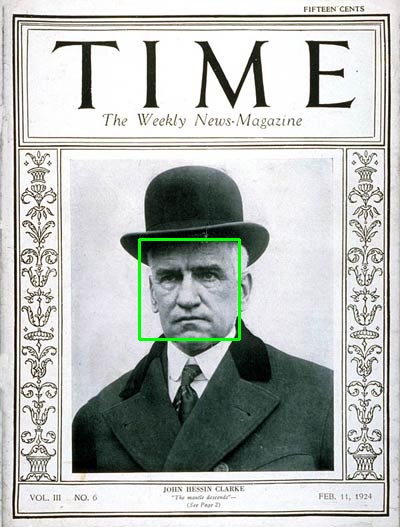 FIFTEEN CENTS
TIME
The Weekly News-Magazine
JOHN HESSIN CLARKE
VOL. III NO. 6 "The mantle descends"— FEB. 11, 1924
(See Page 2)